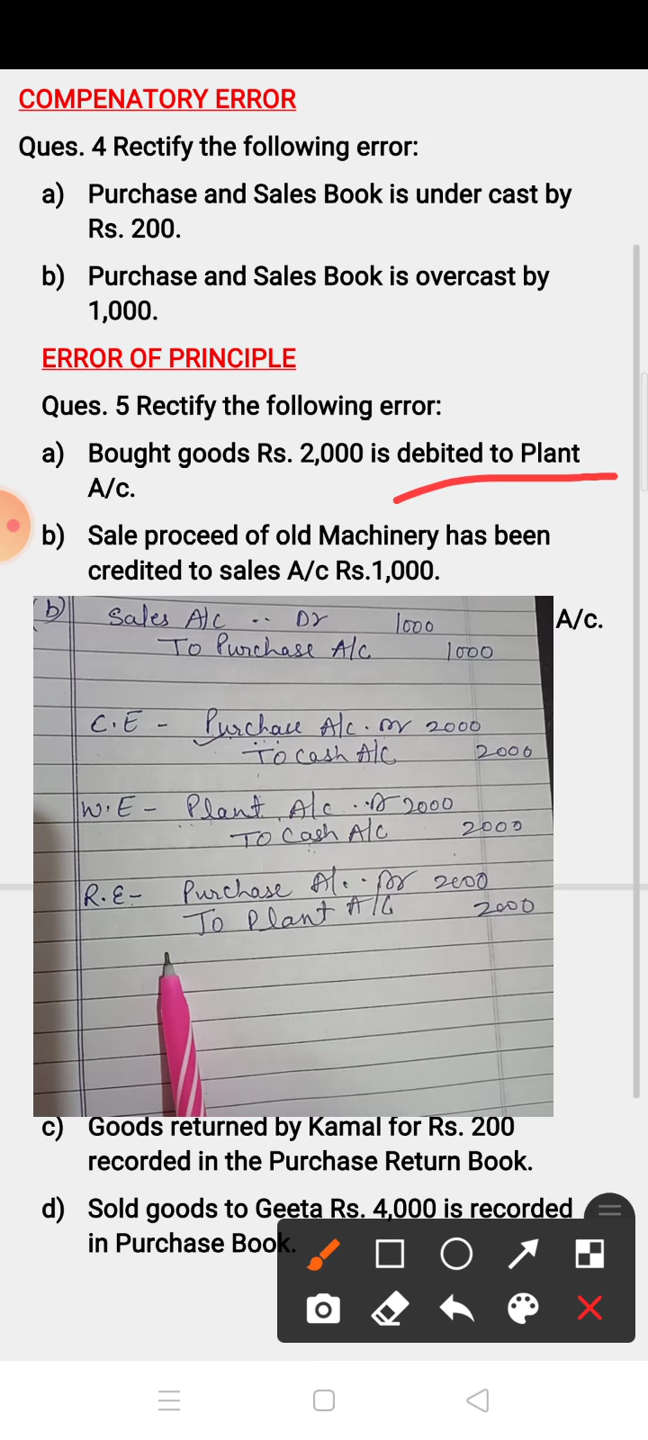 COMPENATORY ERROR
Ques. 4 Rectify the following error:
a) Purchase and Sales Book is under cast by
Rs. 200.
b) Purchase and Sales Book is overcast by
1,000.
ERROR OF PRINCIPLE
Ques. 5 Rectify the following error:
a) Bought goods Rs. 2,000 is debited to Plant
A/c.
b) Sale proceed of old Machinery has been
credited to sales A/c Rs.1,000.
A/c.
b) Sales A/C .. Dr 1000
To Purchase A/C 1000
C.E - Purchase A/c . Dr 2000
To Cash A/C 2000
W.E - Plant A/c .. Dr 2000
To Cash A/C 2000
R.E - Purchase A/c . . Dr 2000
To Plant A/C 2000
c) Goods returned by Kamal for Rs. 200
recorded in the Purchase Return Book.
d) Sold goods to Geeta Rs. 4,000 is recorded
in Purchase Book.